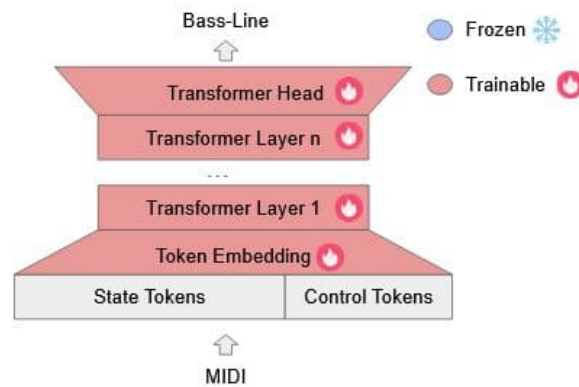 Bass-Line
Frozen
Trainable
Transformer Head
Transformer Layer n
...
Transformer Layer 1
Token Embedding
State Tokens
Control Tokens
MIDI